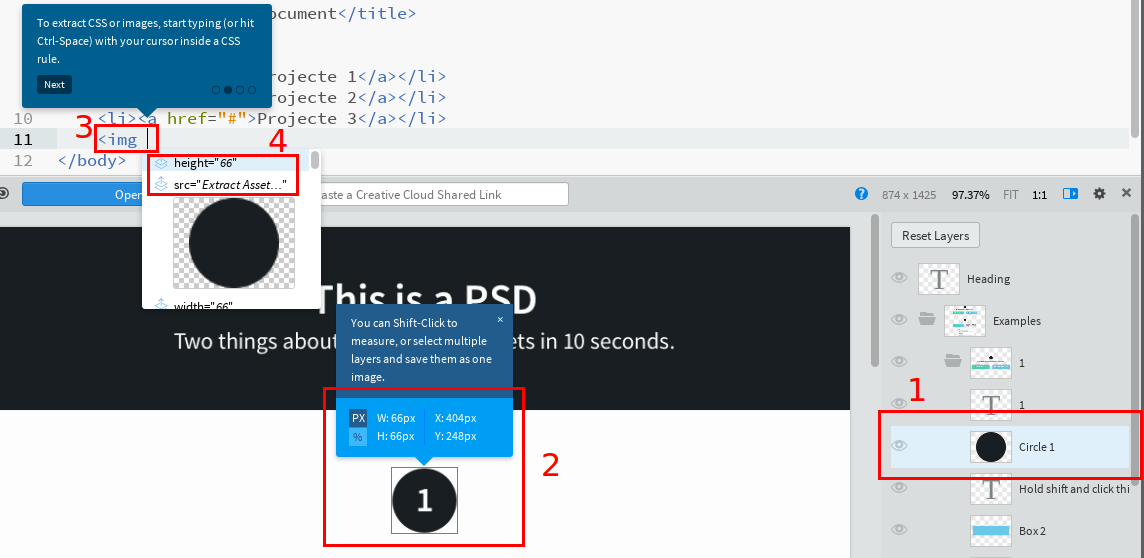 To extract CSS or images, start typing (or hit
Ctrl-Space) with your cursor inside a CSS
rule.
Next
ocument</title>
rojecte 1</a></li>
rojecte 2</a></li>
10 <li><a href="#">Projecte 3</a></li>
3
11 <img
4
12 </body>
height="66"
src="Extract Asset..."
width="66"
Open
aste a Creative Cloud Shared Link
?
874 x 1425
97.37%
FIT
1:1
This is a PSD
Two things about
ets in 10 seconds.
You can Shift-Click to
measure, or select multiple
layers and save them as one
image.
PX W: 66px X: 404px
% H: 66px Y: 248px
2
1
Reset Layers
T Heading
Examples
1
1
T 1
Circle 1
T Hold shift and click thi
Box 2